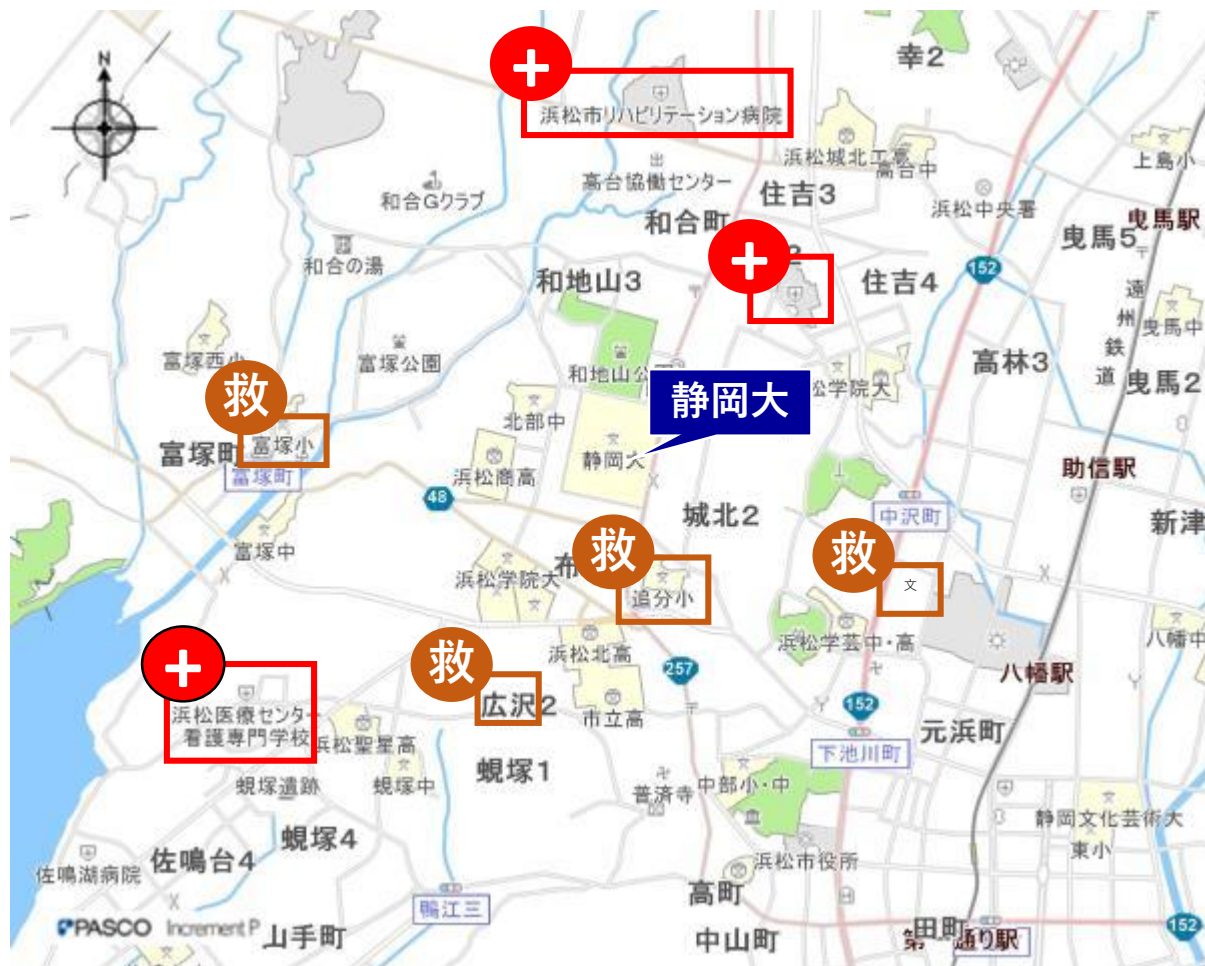 N
幸2
浜松市リハビリテーション病院
浜松城北工高
高台中
上島小
高台協働センター
住吉3
浜松中央署
和合Gクラブ
和合町
曳馬5
曳馬駅
和合の湯
2
和地山3
住吉4
152
遠州鉄道
曳馬中
富塚西小
富塚公園
和地山公
高林3
曳馬2
静岡大
松学院大
救
北部中
富塚町
富塚小
富塚町
浜松商高
静岡大
助信駅
48
城北2
中沢町
新津
富塚中
救
救
布
浜松学院大
追分小
文
浜松学芸中・高
八幡中
救
浜松北高
257
八幡駅
浜松医療センター
看護専門学校
広沢2
市立高
152
元浜町
浜松聖星高
下池川町
蜆塚1
蜆塚遺跡
蜆塚中
普済寺
中部小・中
静岡文化芸術大
蜆塚4
佐鳴台4
佐鳴湖病院
浜松市役所
東小
高町
鴨江三
PASCO Increment P
山手町
中山町
田町
第一通り駅
152